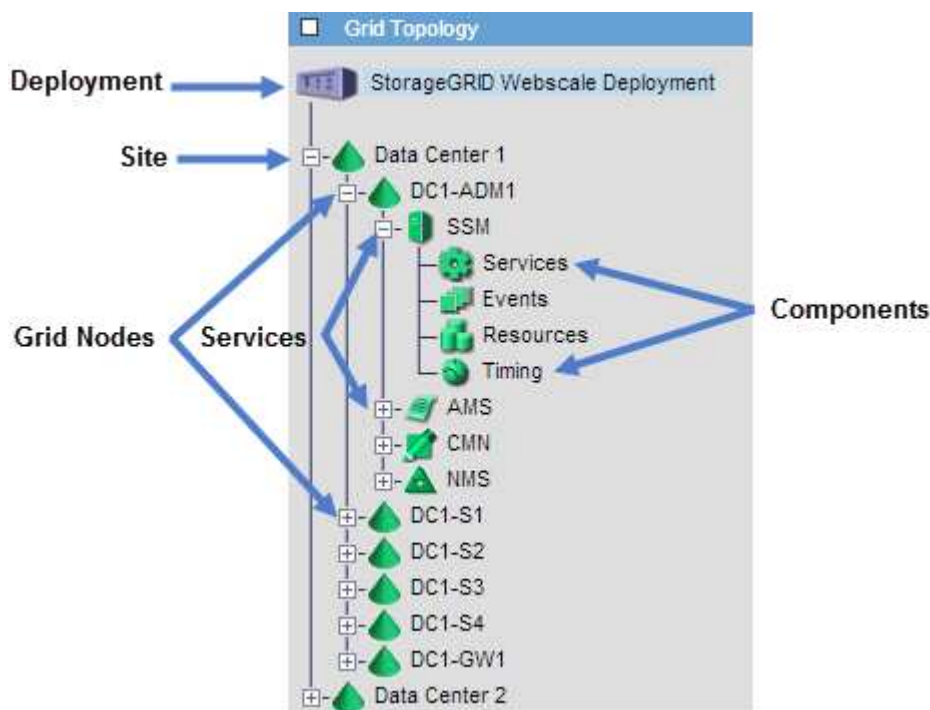 Grid Topology
Deployment
StorageGRID Webscale Deployment
Site
Data Center 1
DC1-ADM1
SSM
Services
Events
Components
Grid Nodes
Services
Resources
Timing
AMS
CMN
NMS
DC1-S1
DC1-S2
DC1-S3
DC1-S4
DC1-GW1
Data Center 2